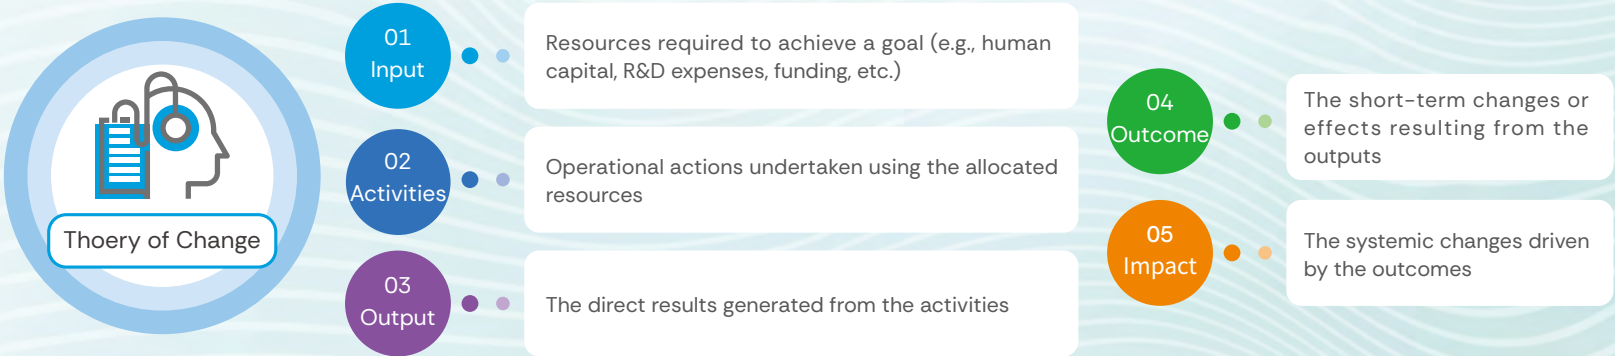 Thoery of Change
01
Input
Resources required to achieve a goal (e.g., human
capital, R&D expenses, funding, etc.)
02
Activities
Operational actions undertaken using the allocated
resources
03
Output
The direct results generated from the activities
04
Outcome
The short-term changes or
effects resulting from the
outputs
05
Impact
The systemic changes driven
by the outcomes